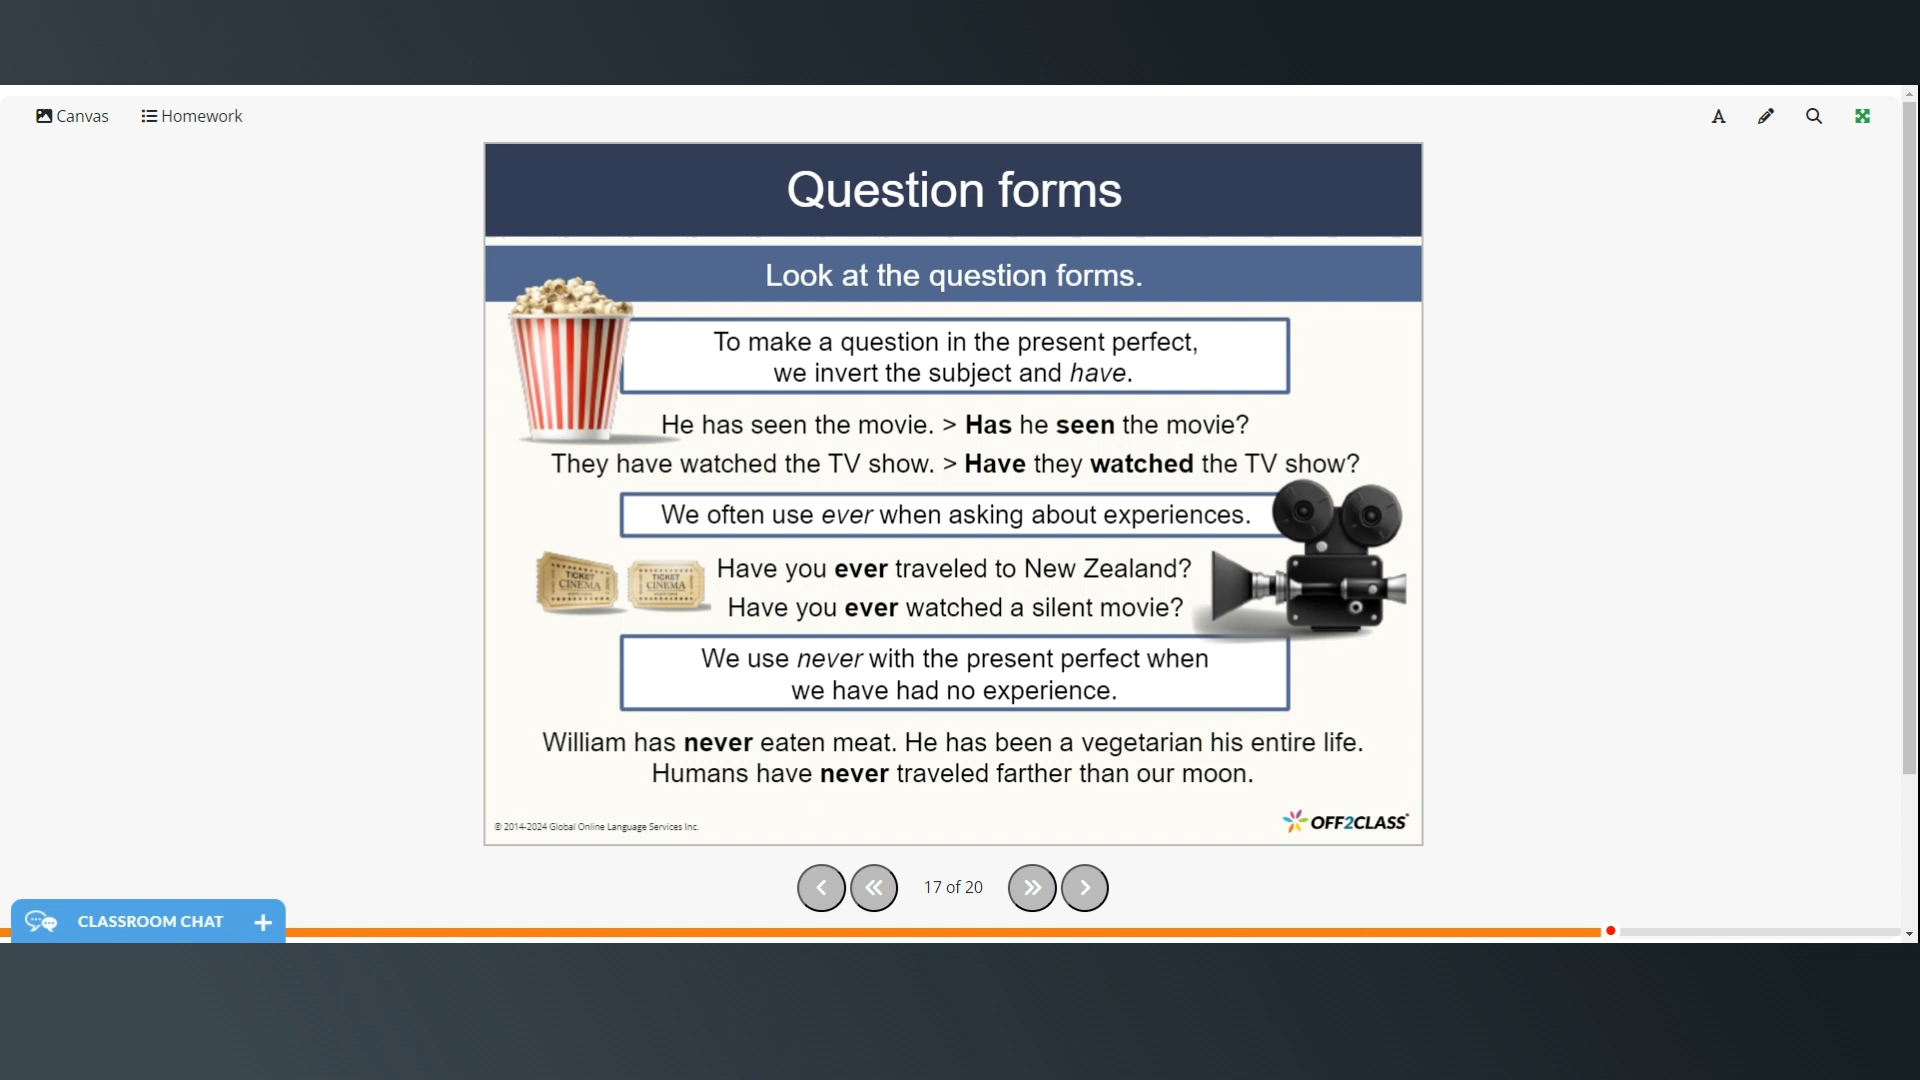 Canvas
Homework
A
Question forms
Look at the question forms.
To make a question in the present perfect,
we invert the subject and have.
He has seen the movie. > Has he seen the movie?
They have watched the TV show. > Have they watched the TV show?
We often use ever when asking about experiences.
TICKET
CINEMA
TICKET
CINEMA
Have you ever traveled to New Zealand?
Have you ever watched a silent movie?
We use never with the present perfect when
we have had no experience.
William has never eaten meat. He has been a vegetarian his entire life.
Humans have never traveled farther than our moon.
© 2014-2024 Global Online Language Services Inc.
OFF2CLASS
17 of 20
CLASSROOM CHAT +